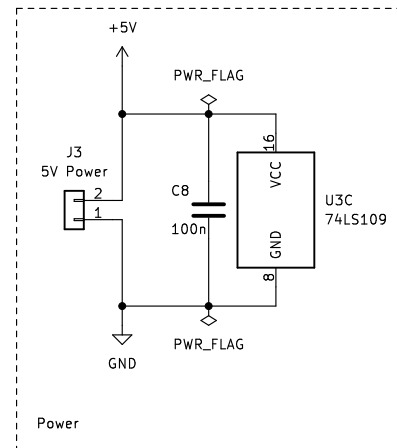 +5V
PWR_FLAG
J3
5V Power
2
1
C8
100n
16
VCC
GND
8
U3C
74LS109
PWR_FLAG
GND
Power